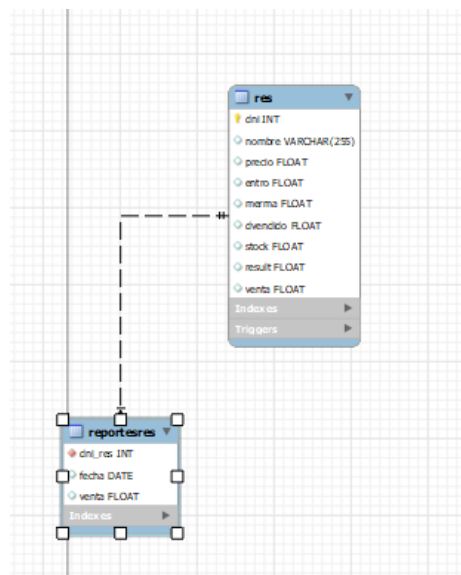 res
dni INT
nombre VARCHAR(255)
precio FLOAT
entro FLOAT
merma FLOAT
dvendido FLOAT
stock FLOAT
result FLOAT
venta FLOAT
Indexes
Triggers
reportesres
dni_res INT
fecha DATE
venta FLOAT
Indexes